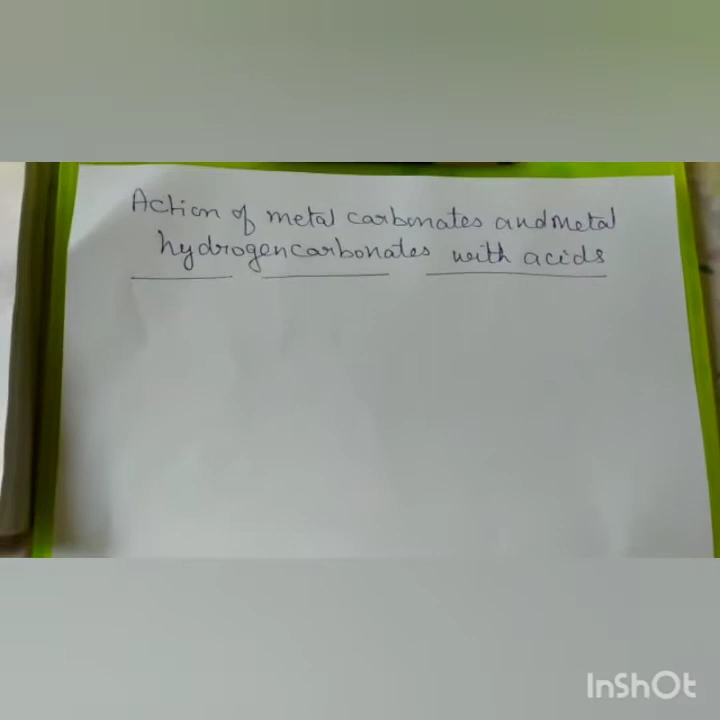 Action of metal carbonates and metal
hydrogencarbonates with acids
InShOt